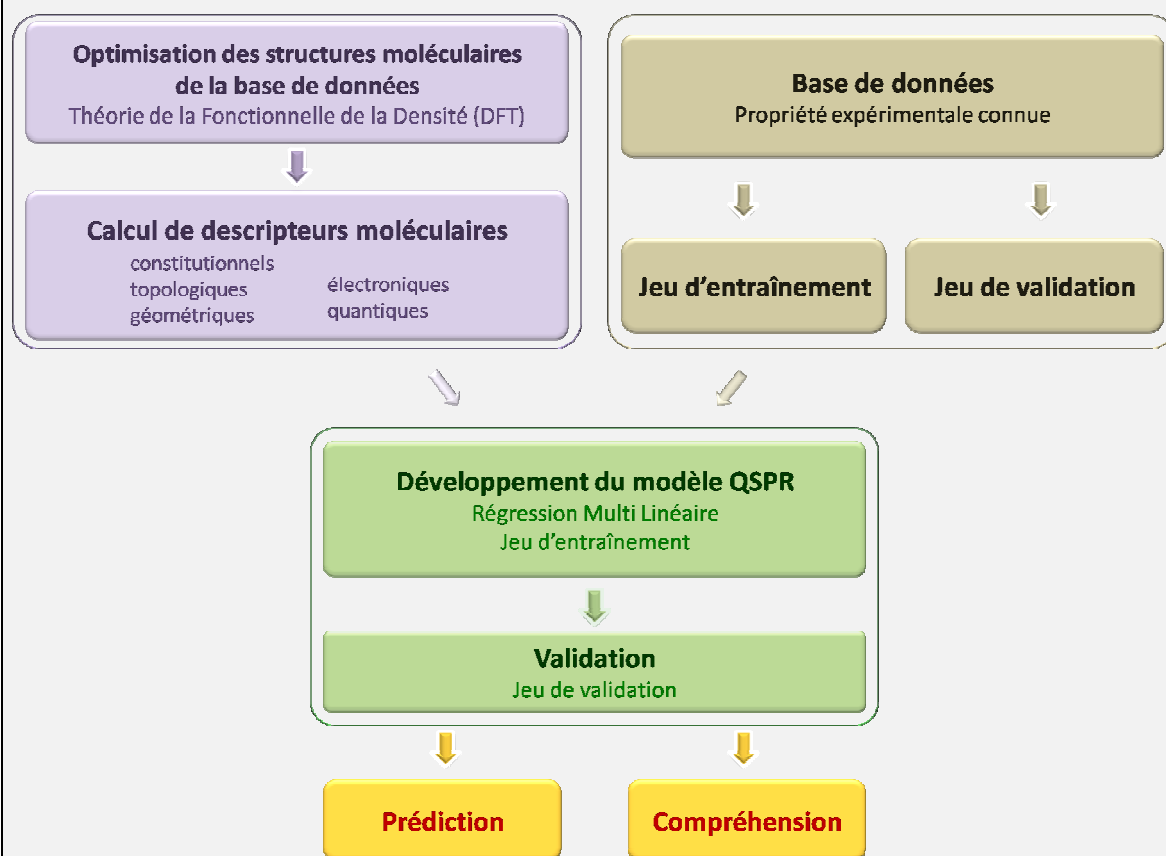 Optimisation des structures moléculaires
de la base de données
Théorie de la Fonctionnelle de la Densité (DFT)
Calcul de descripteurs moléculaires
constitutionnels
topologiques
géométriques
électroniques
quantiques
Base de données
Propriété expérimentale connue
Jeu d'entraînement
Jeu de validation
Développement du modèle QSPR
Régression Multi Linéaire
Jeu d'entraînement
Validation
Jeu de validation
Prédiction
Compréhension